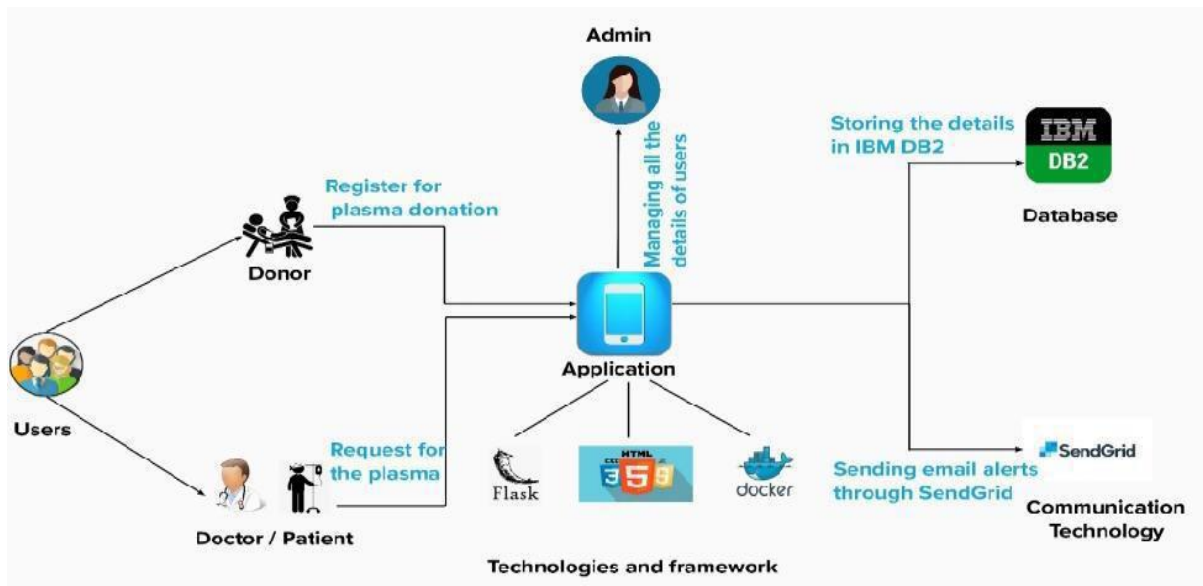 Admin
Managing all the
details of users
Storing the details
in IBM DB2
IBM
DB2
Database
Register for
plasma donation
Donor
Application
Users
Request for
the plasma
Doctor / Patient
Flask
HTML
3 5
docker
SendGrid
Sending email alerts
through SendGrid
Communication
Technology
Technologies and framework